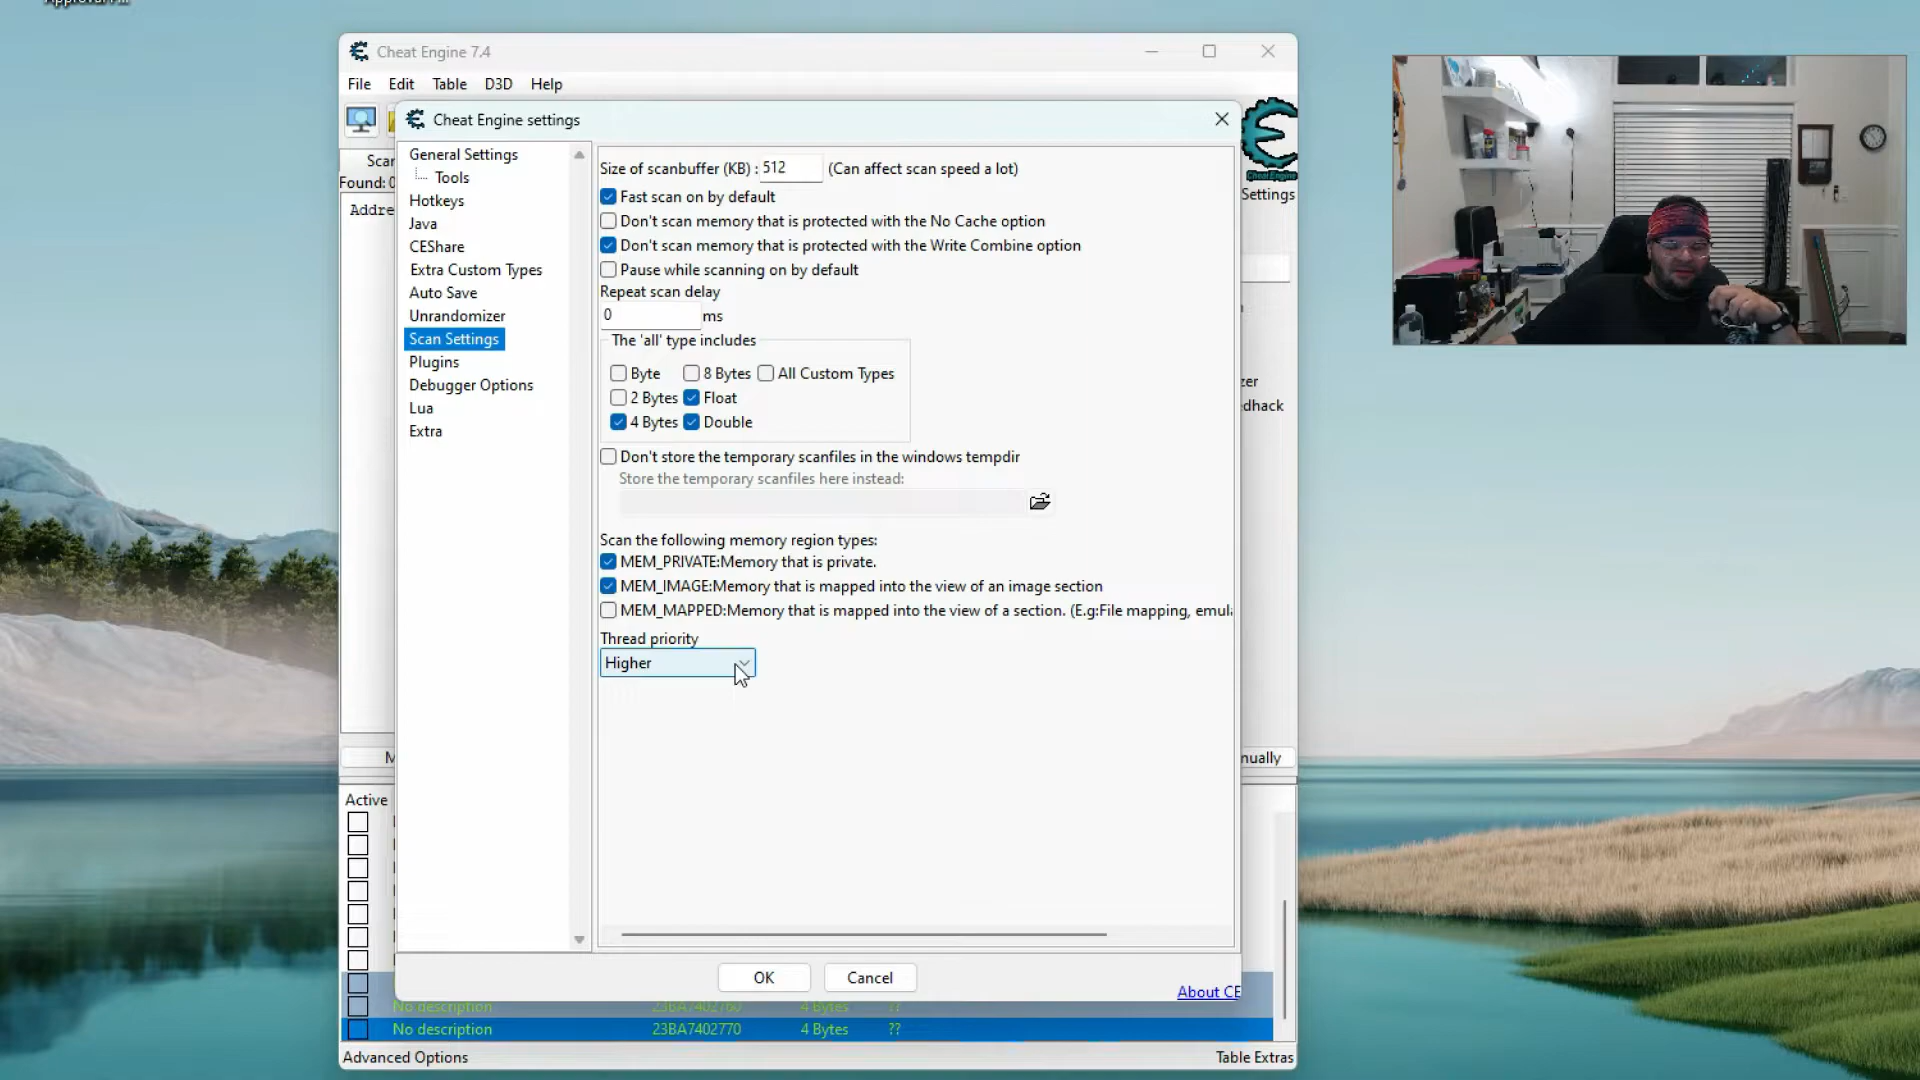 Cheat Engine 7.4
File Edit Table D3D Help
Cheat Engine settings
Found: 0
Settings
General Settings
Tools
Hotkeys
Java
CEShare
Extra Custom Types
Auto Save
Unrandomizer
Scan Settings
Plugins
Debugger Options
Lua
Extra
Size of scanbuffer (KB) : 512 (Can affect scan speed a lot)
Fast scan on by default
Don't scan memory that is protected with the No Cache option
Don't scan memory that is protected with the Write Combine option
Pause while scanning on by default
Repeat scan delay
0 ms
The 'all' type includes
Byte 8 Bytes All Custom Types
2 Bytes Float
4 Bytes Double
Don't store the temporary scanfiles in the windows tempdir
Store the temporary scanfiles here instead:
Scan the following memory region types:
MEM_PRIVATE:Memory that is private.
MEM_IMAGE:Memory that is mapped into the view of an image section
MEM_MAPPED:Memory that is mapped into the view of a section. (E.g:File mapping, emul
Thread priority
Higher
OK Cancel
About CE
Active
No description 23BA7402760 4 Bytes ??
No description 23BA7402770 4 Bytes ??
Advanced Options Table Extras